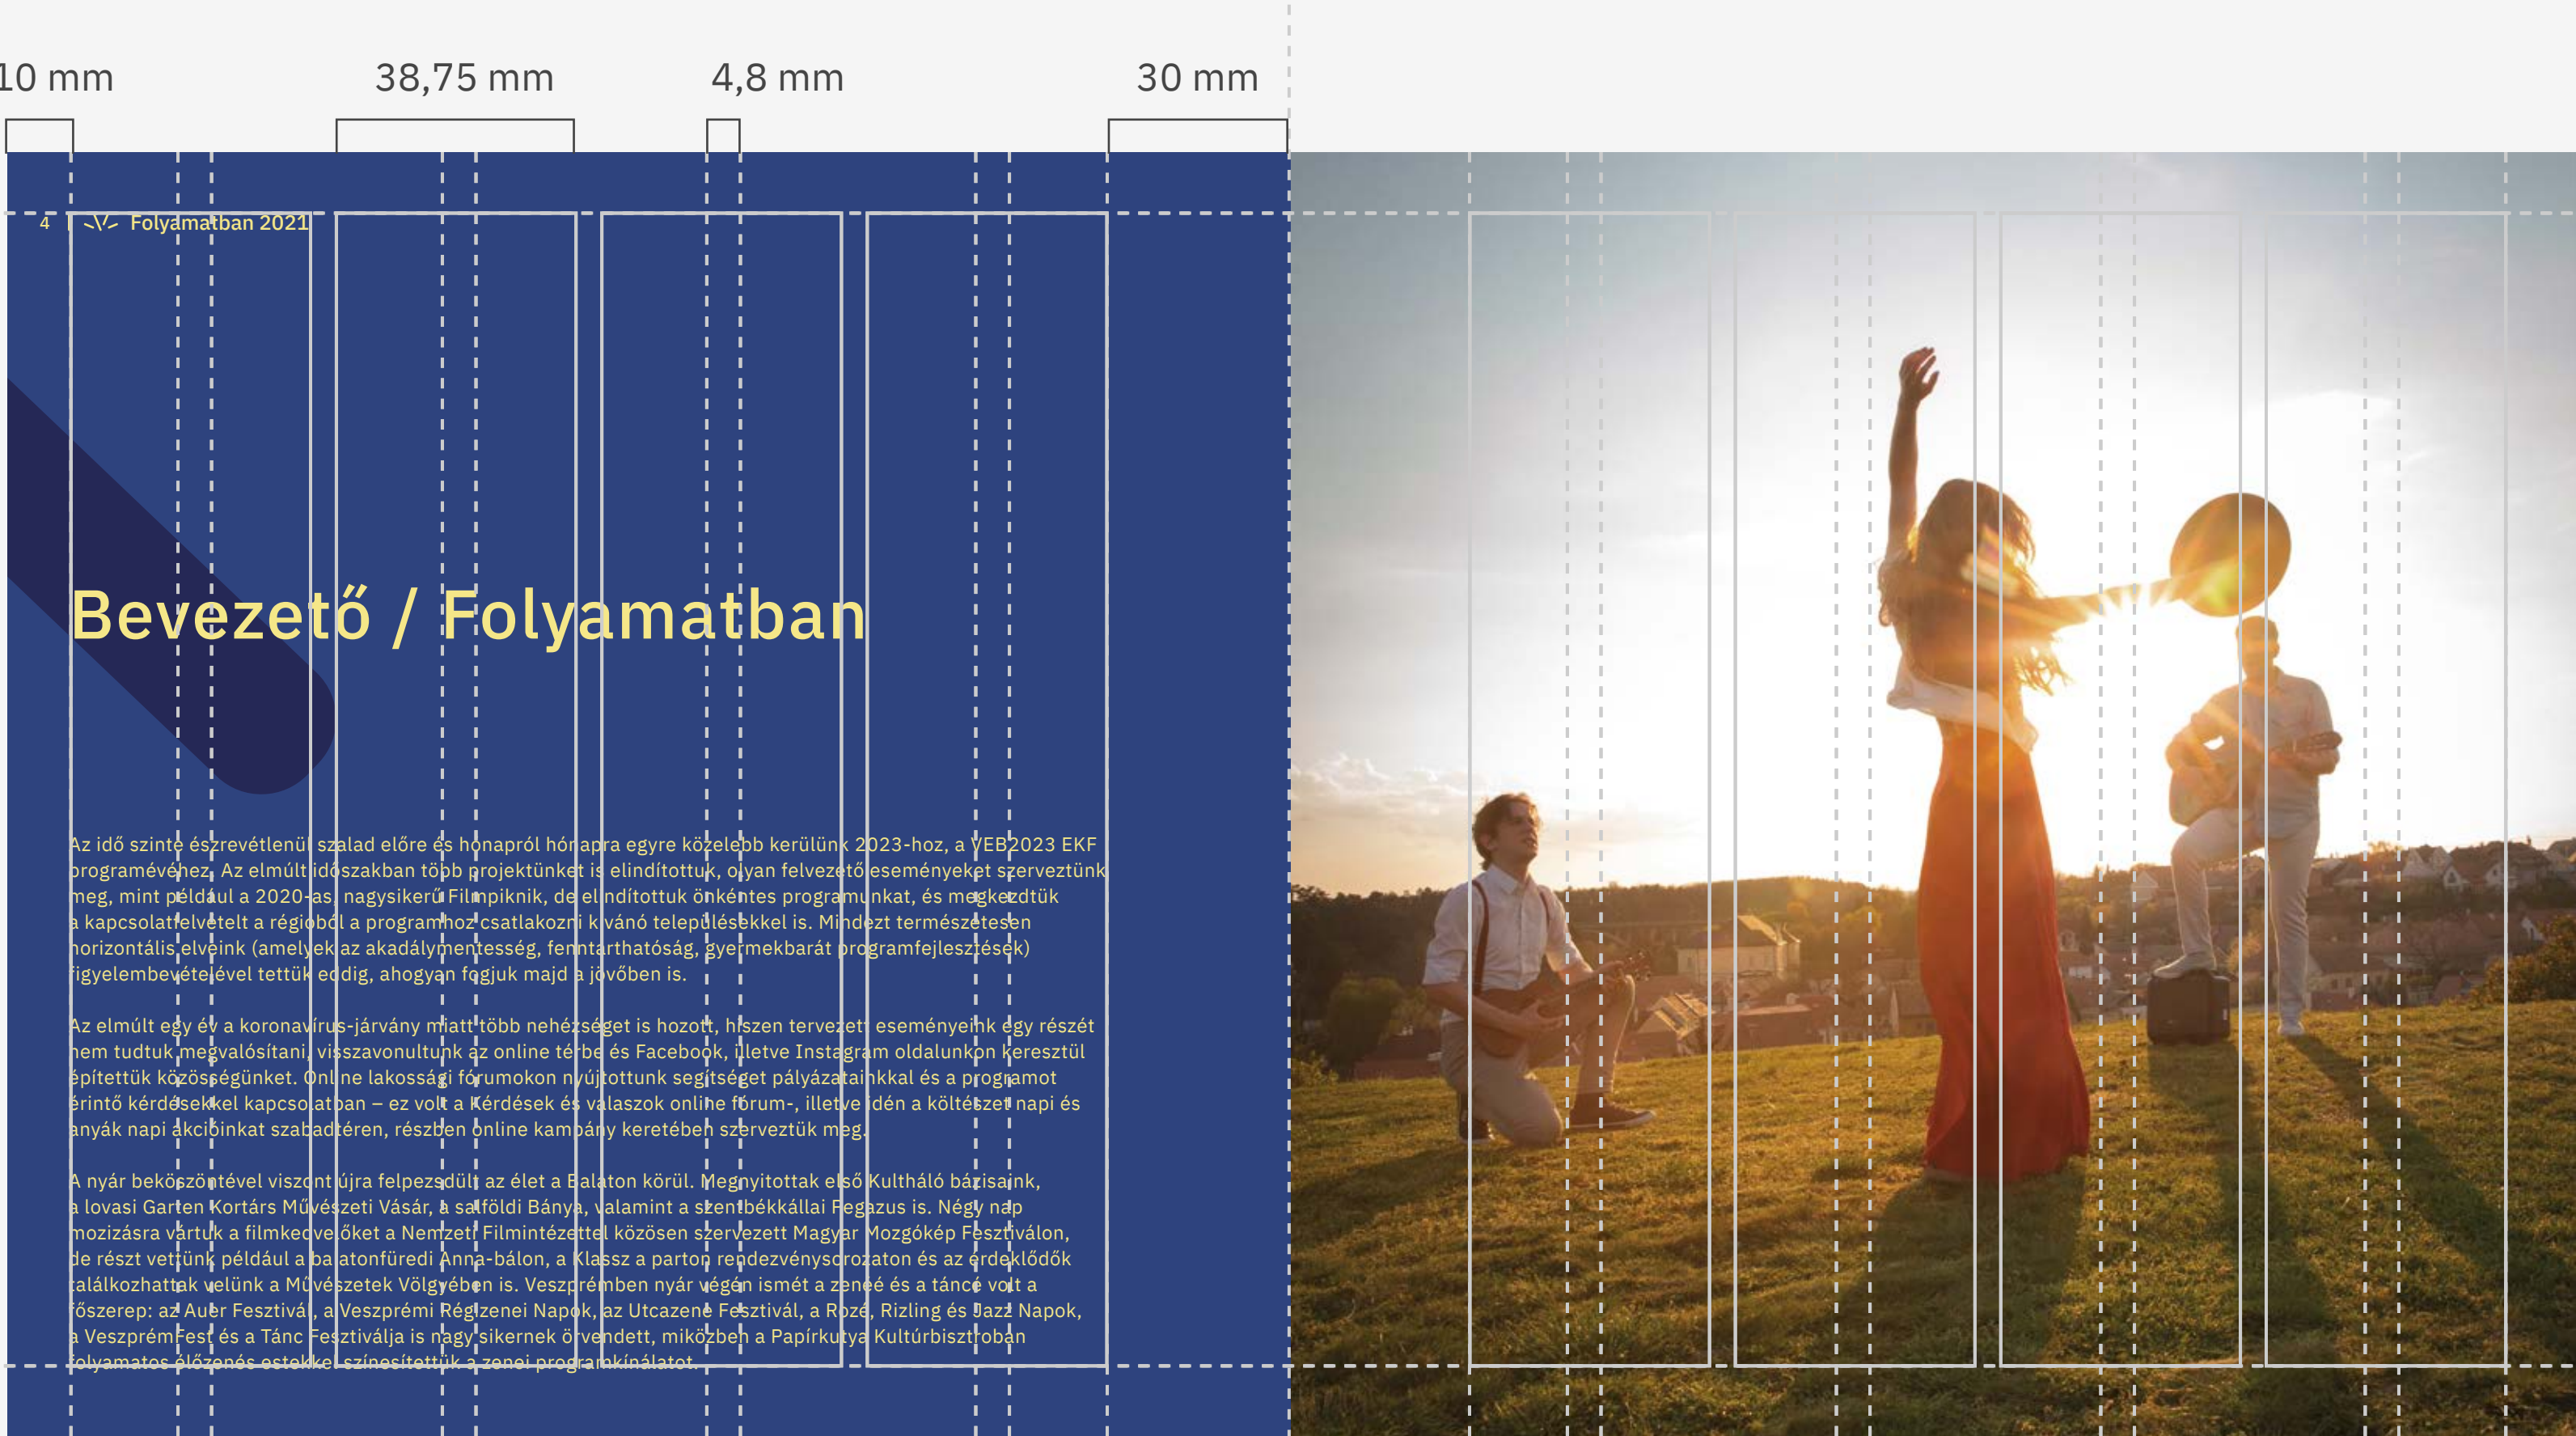 10 mm
38,75 mm
4,8 mm
30 mm
4 | Folyamatban 2021
Bevezető / Folyamatban
Az idő szinte észrevétlenül szalad előre és hónapról hónapra egyre közelebb kerülünk 2023-hoz, a VEB2023 EKF
programévéhez. Az elmúlt időszakban több projektünket is elindítottuk, olyan felvezető eseményeket szerveztünk
meg, mint például a 2020-as, nagysikerű Filmpiknik, de elindítottuk önkéntes programunkat, és megkezdtük
a kapcsolatfelvételt a régióból a programhoz csatlakozni kívánó településekkel is. Mindezt természetesen
horizontális elveink (amelyek az akadálymentesség, fenntarthatóság, gyermekbarát programfejlesztések)
figyelembevételével tettük eddig, ahogyan fogjuk majd a jövőben is.
Az elmúlt egy év a koronavírus-járvány miatt több nehézséget is hozott, hiszen tervezett eseményeink egy részét
nem tudtuk megvalósítani, visszavonultunk az online térbe és Facebook, illetve Instagram oldalunkon keresztül
építettük közösségünket. Online lakossági fórumokon nyújtottunk segítséget pályázatainkkal és a programot
érintő kérdésekkel kapcsolatban – ez volt a Kérdések és válaszok online fórum-, illetve idén a költészet napi és
anyák napi akcióinkat szabadtéren, részben online kampány keretében szerveztük meg.
A nyár beköszöntével viszont újra felpezsdült az élet a Balaton körül. Megnyitottak első Kultháló bázisaink,
a lovasi Garten Kortárs Művészeti Vásár, a salföldi Bánya, valamint a szentbékkállai Pegazus is. Négy nap
mozizásra vártuk a filmkedvelőket a Nemzeti Filmintézettel közösen szervezett Magyar Mozgókép Fesztiválon,
de részt vettünk például a balatonfüredi Anna-bálon, a Klassz a parton rendezvénysorozaton és az érdeklődők
találkozhattak velünk a Művészetek Völgyében is. Veszprémben nyár végén ismét a zeneé és a táncé volt a
főszerep: az Auer Fesztivál, a Veszprémi Régizenei Napok, az Utcazene Fesztivál, a Rozé, Rizling és Jazz Napok,
a VeszprémFest és a Tánc Fesztiválja is nagy sikernek örvendett, miközben a Papírkutya Kultúrbisztróban
folyamatos élőzenés estekkel színesítettük a zenei programkínálatot.